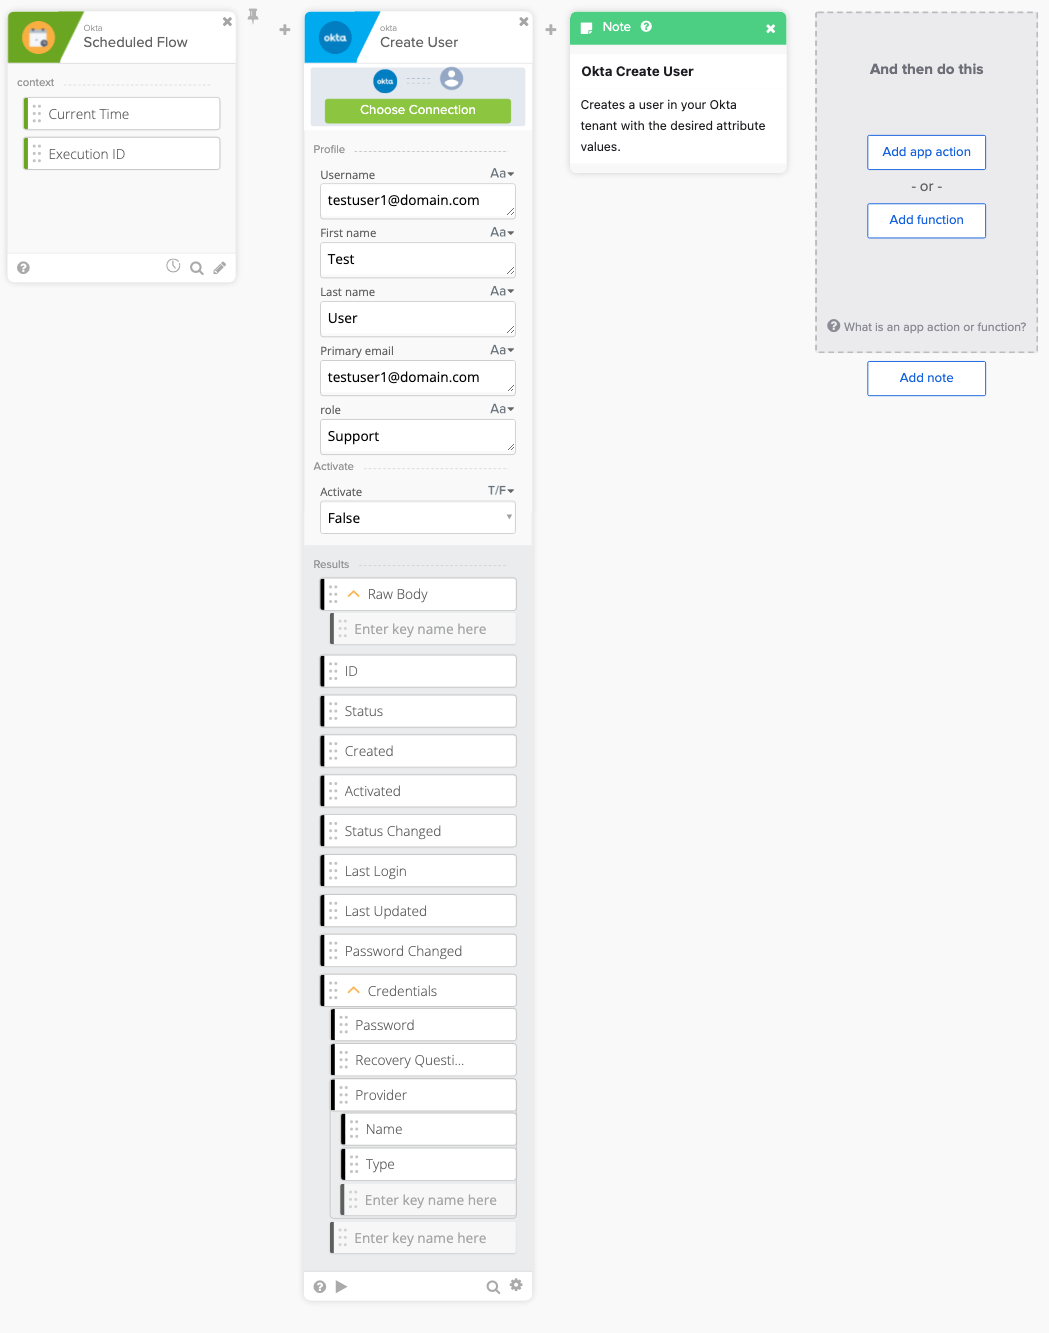 Okta
Scheduled Flow
context
Current Time
Execution ID
okta
okta
Create User
okta
Choose Connection
Profile
Username
Aa
testuser1@domain.com
First name
Aa
Test
Last name
Aa
User
Primary email
Aa
testuser1@domain.com
role
Aa
Support
Activate
Activate
T/F
False
Results
Raw Body
Enter key name here
ID
Status
Created
Activated
Status Changed
Last Login
Last Updated
Password Changed
Credentials
Password
Recovery Questi...
Provider
Name
Type
Enter key name here
Enter key name here
Note
Okta Create User
Creates a user in your Okta
tenant with the desired attribute
values.
And then do this
Add app action
- or -
Add function
What is an app action or function?
Add note